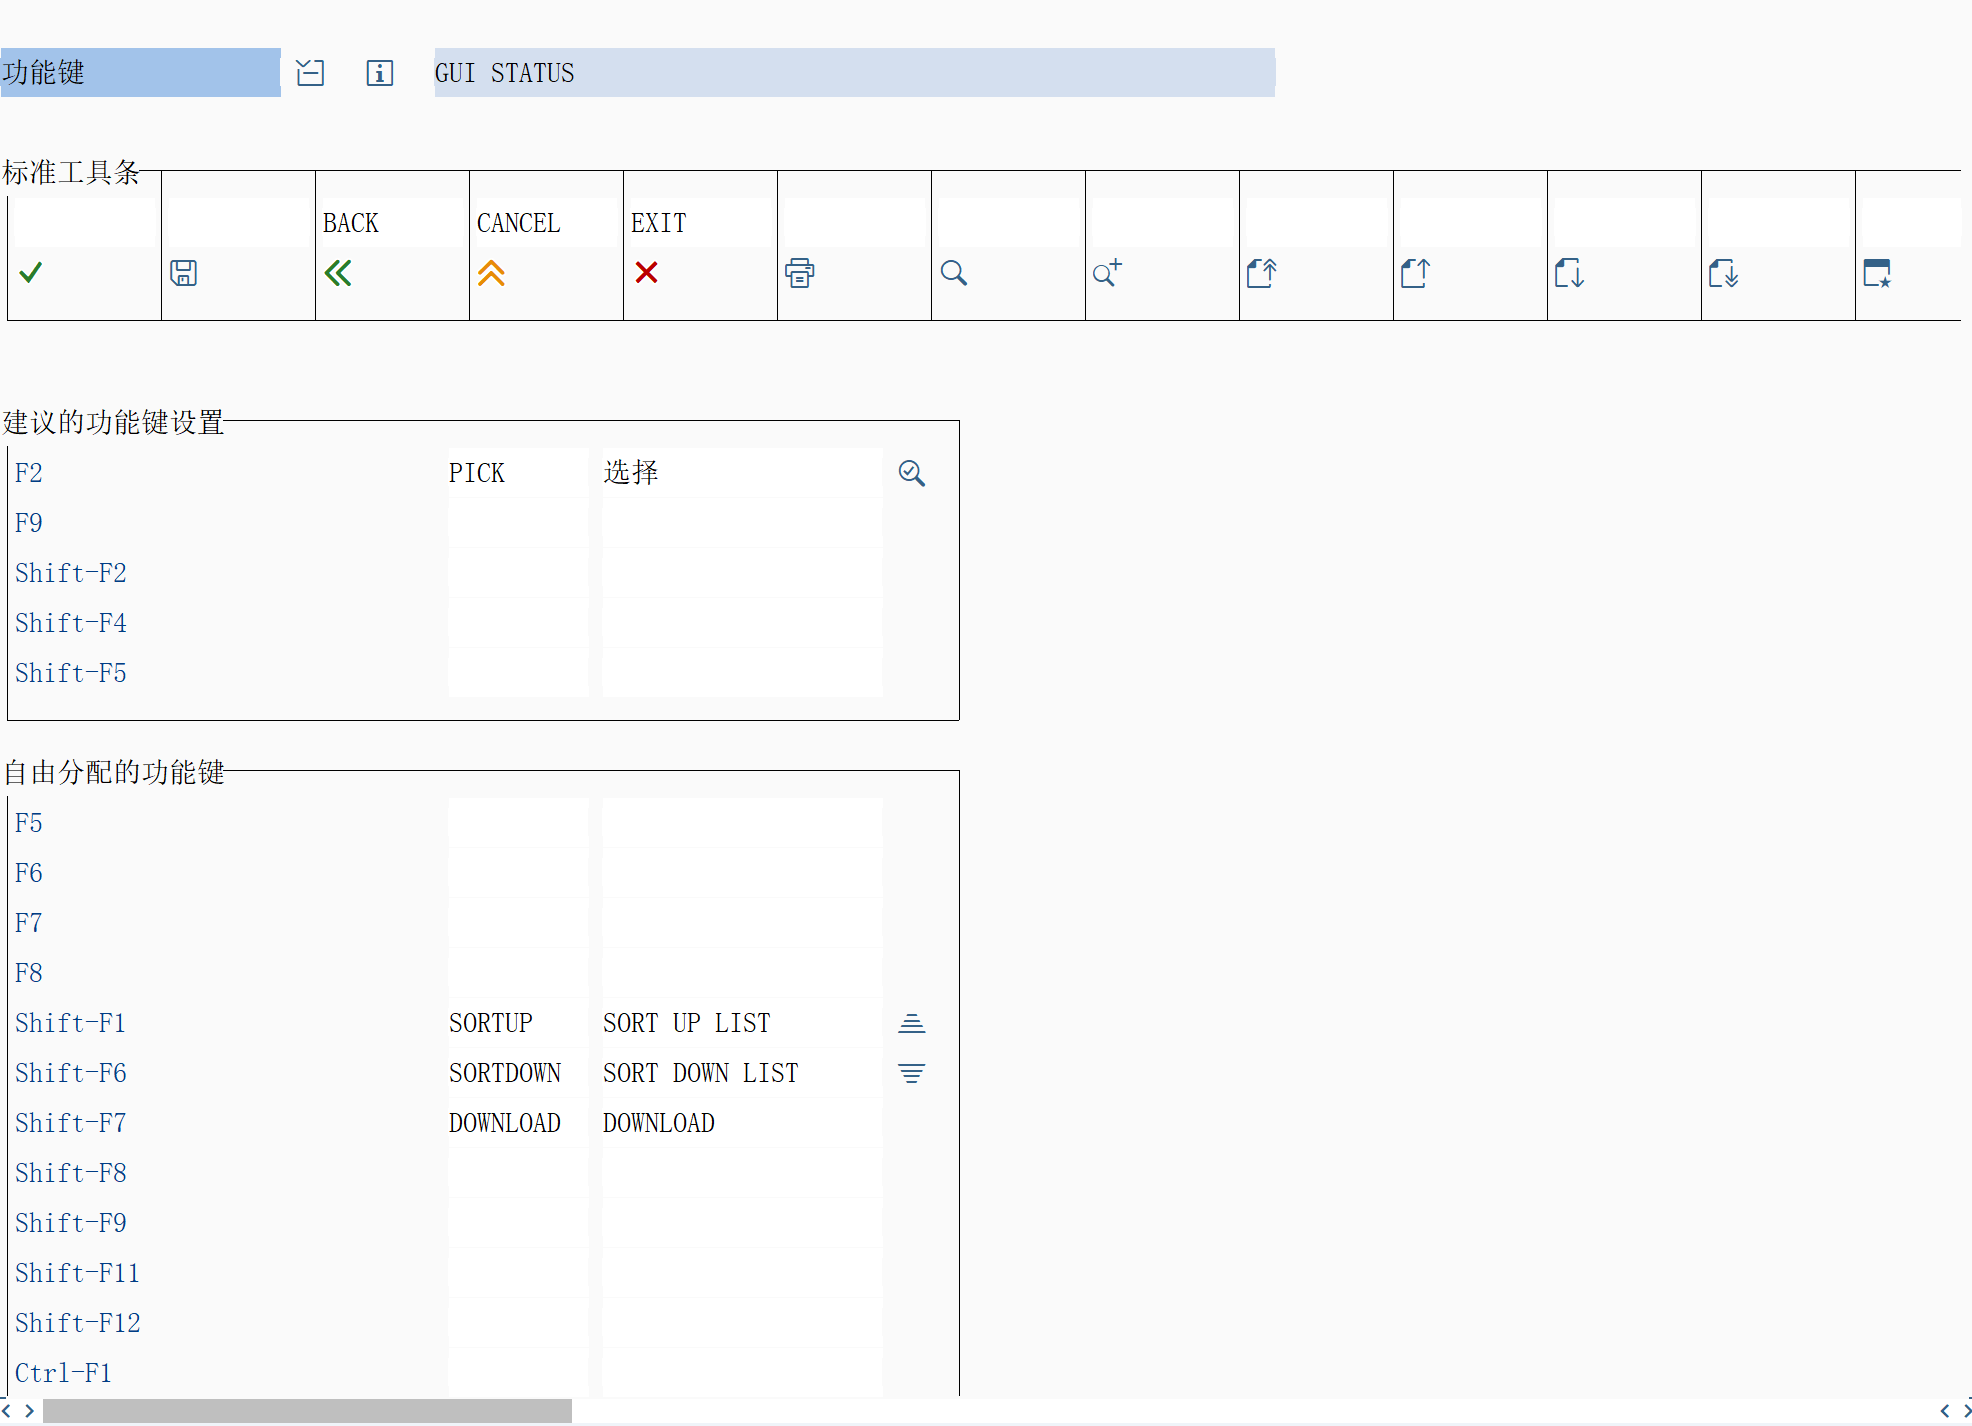 功能键 GUI STATUS
标准工具条
BACK CANCEL EXIT
建议的功能键设置
F2 PICK 选择
F9
Shift-F2
Shift-F4
Shift-F5
自由分配的功能键
F5
F6
F7
F8
Shift-F1 SORTUP SORT UP LIST
Shift-F6 SORTDOWN SORT DOWN LIST
Shift-F7 DOWNLOAD DOWNLOAD
Shift-F8
Shift-F9
Shift-F11
Shift-F12
Ctrl-F1